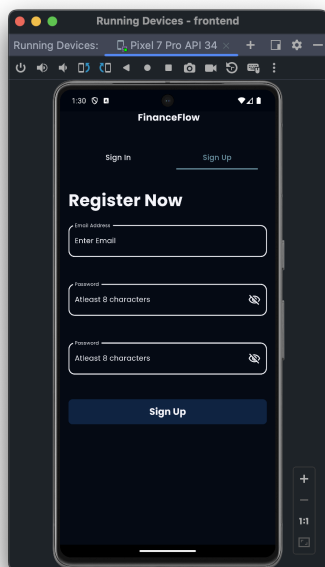 Running Devices - frontend
Running Devices: Pixel 7 Pro API 34
1:30
FinanceFlow
Sign In Sign Up
Register Now
Email Address
Enter Email
Password
Atleast 8 characters
Password
Atleast 8 characters
Sign Up
1:1